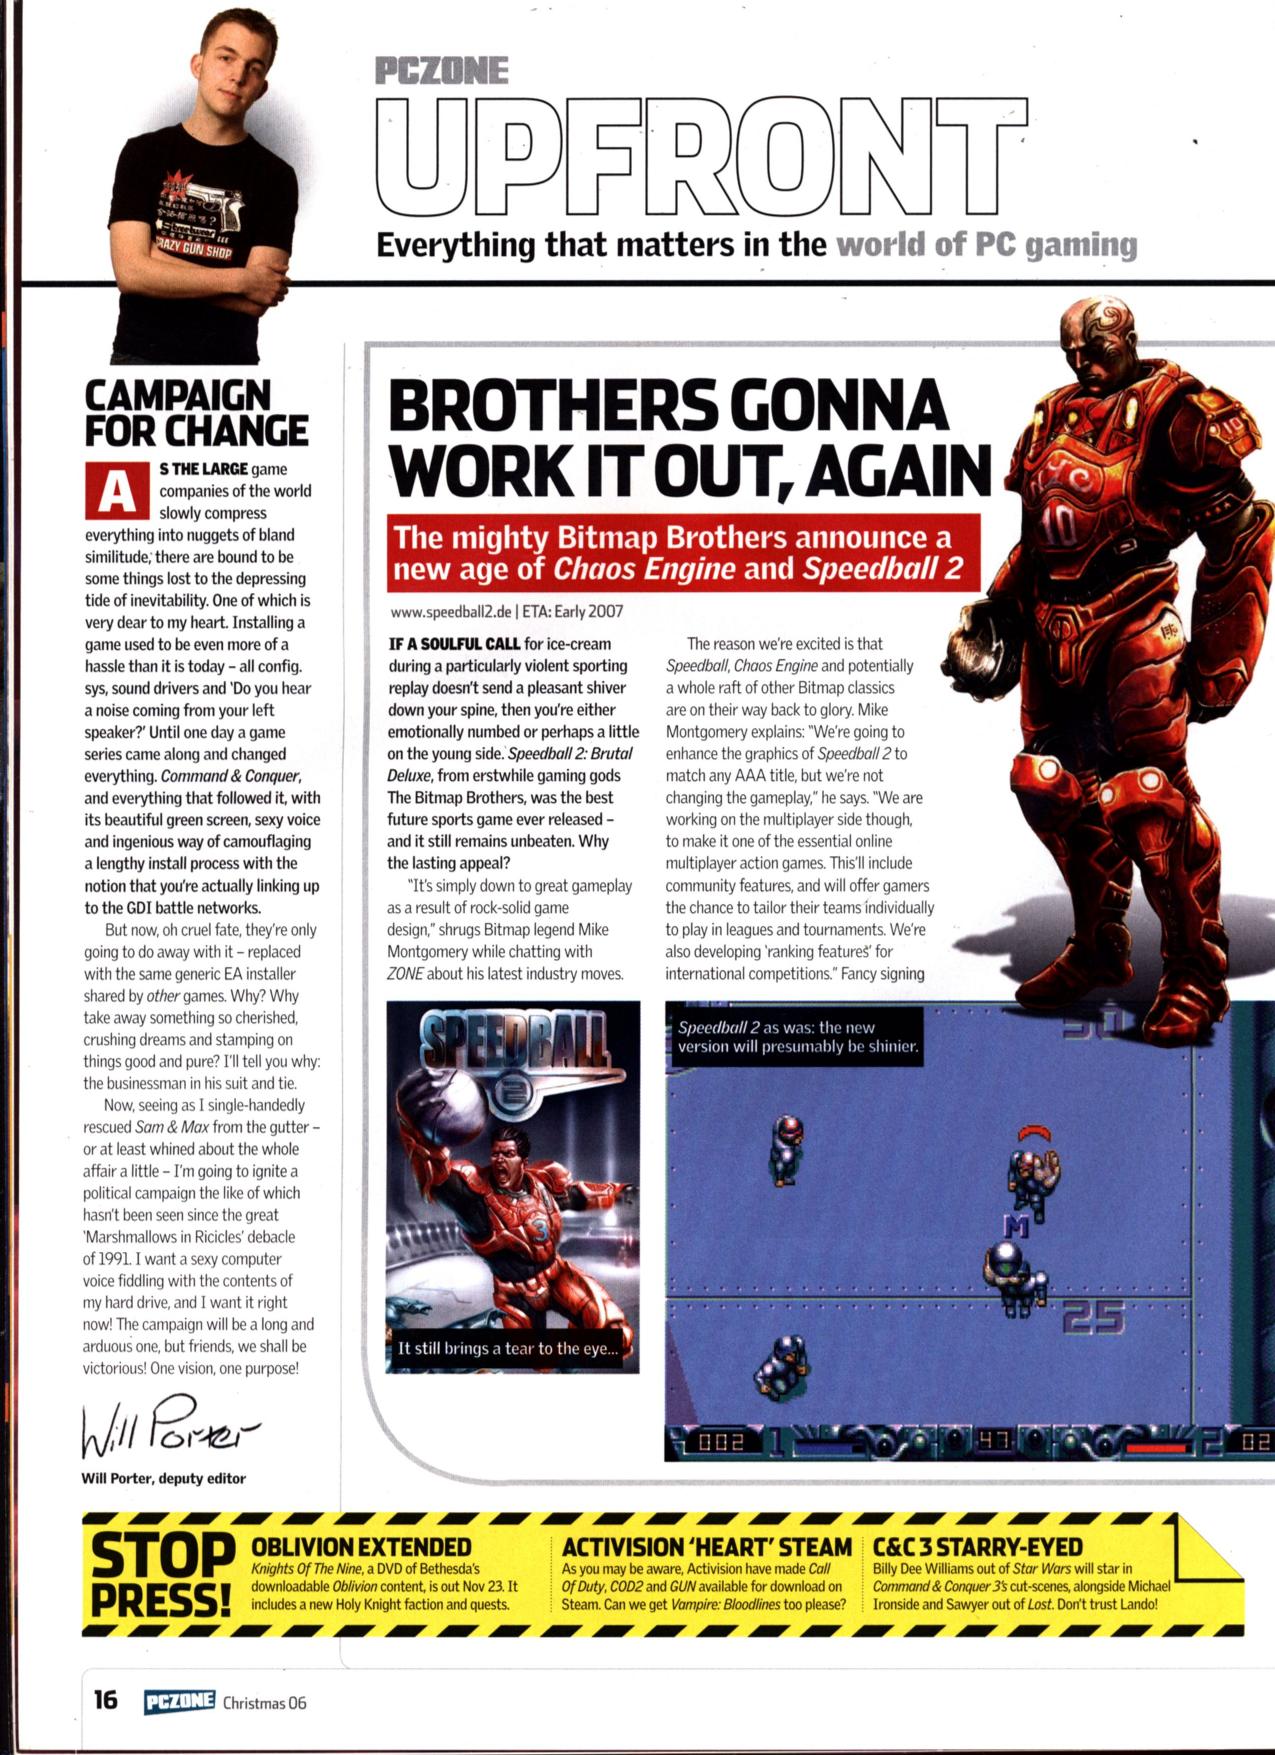 PCZONE
UPFRONT
Everything that matters in the world of PC gaming
CRAZY GUN SHOP
CAMPAIGN
FOR CHANGE
AS THE LARGE game
companies of the world
slowly compress
everything into nuggets of bland
similitude, there are bound to be
some things lost to the depressing
tide of inevitability. One of which is
very dear to my heart. Installing a
game used to be even more of a
hassle than it is today – all config.
sys, sound drivers and 'Do you hear
a noise coming from your left
speaker?' Until one day a game
series came along and changed
everything. Command & Conquer,
and everything that followed it, with
its beautiful green screen, sexy voice
and ingenious way of camouflaging
a lengthy install process with the
notion that you're actually linking up
to the GDI battle networks.
But now, oh cruel fate, they're only
going to do away with it – replaced
with the same generic EA installer
shared by other games. Why? Why
take away something so cherished,
crushing dreams and stamping on
things good and pure? I'll tell you why:
the businessman in his suit and tie.
Now, seeing as I single-handedly
rescued Sam & Max from the gutter –
or at least whined about the whole
affair a little – I'm going to ignite a
political campaign the like of which
hasn't been seen since the great
'Marshmallows in Ricicles' debacle
of 1991. I want a sexy computer
voice fiddling with the contents of
my hard drive, and I want it right
now! The campaign will be a long and
arduous one, but friends, we shall be
victorious! One vision, one purpose!
Will Porter
Will Porter, deputy editor
BROTHERS GONNA
WORK IT OUT, AGAIN
The mighty Bitmap Brothers announce a
new age of Chaos Engine and Speedball 2
www.speedball2.de | ETA: Early 2007
IF A SOULFUL CALL for ice-cream
during a particularly violent sporting
replay doesn't send a pleasant shiver
down your spine, then you're either
emotionally numbed or perhaps a little
on the young side. Speedball 2: Brutal
Deluxe, from erstwhile gaming gods
The Bitmap Brothers, was the best
future sports game ever released –
and it still remains unbeaten. Why
the lasting appeal?
"It's simply down to great gameplay
as a result of rock-solid game
design," shrugs Bitmap legend Mike
Montgomery while chatting with
ZONE about his latest industry moves.
The reason we're excited is that
Speedball, Chaos Engine and potentially
a whole raft of other Bitmap classics
are on their way back to glory. Mike
Montgomery explains: "We're going to
enhance the graphics of Speedball 2 to
match any AAA title, but we're not
changing the gameplay," he says. "We are
working on the multiplayer side though,
to make it one of the essential online
multiplayer action games. This'll include
community features, and will offer gamers
the chance to tailor their teams individually
to play in leagues and tournaments. We're
also developing 'ranking features' for
international competitions." Fancy signing
10
10
SPEEDBALL
2
3
It still brings a tear to the eye...
Speedball 2 as was: the new
version will presumably be shinier.
50
M
25
002 1 47 2 02
STOP
PRESS!
OBLIVION EXTENDED
Knights Of The Nine, a DVD of Bethesda's
downloadable Oblivion content, is out Nov 23. It
includes a new Holy Knight faction and quests.
ACTIVISION 'HEART' STEAM
As you may be aware, Activision have made Call
Of Duty, COD2 and GUN available for download on
Steam. Can we get Vampire: Bloodlines too please?
C&C 3 STARRY-EYED
Billy Dee Williams out of Star Wars will star in
Command & Conquer 3's cut-scenes, alongside Michael
Ironside and Sawyer out of Lost. Don't trust Lando!
16 PCZONE Christmas 06